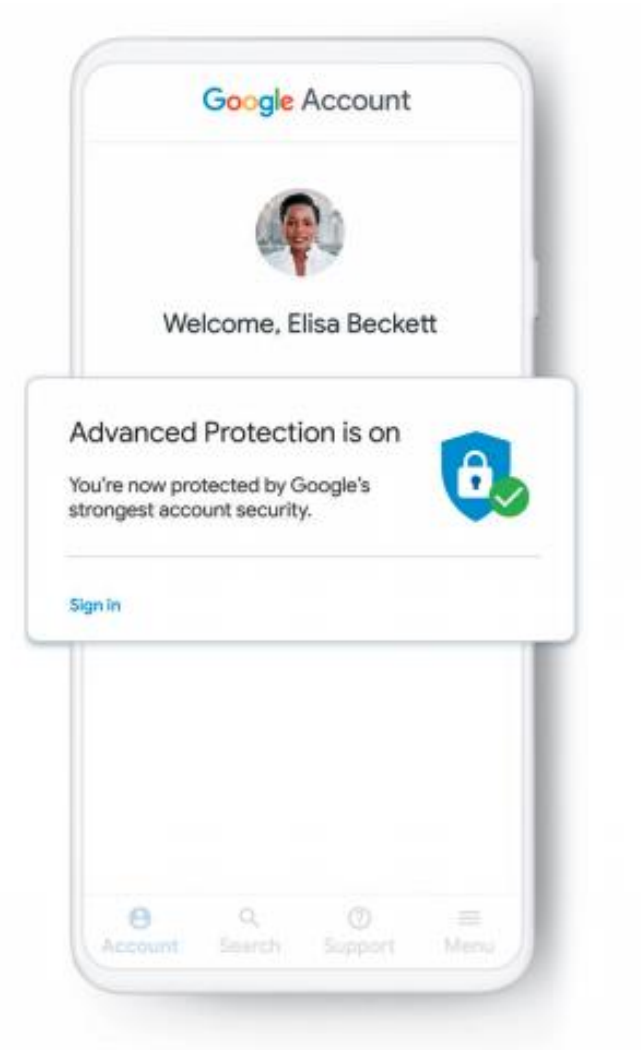 Google Account
Welcome, Elisa Beckett
Advanced Protection is on
You're now protected by Google's
strongest account security.
Sign in
Account Search Support Menu